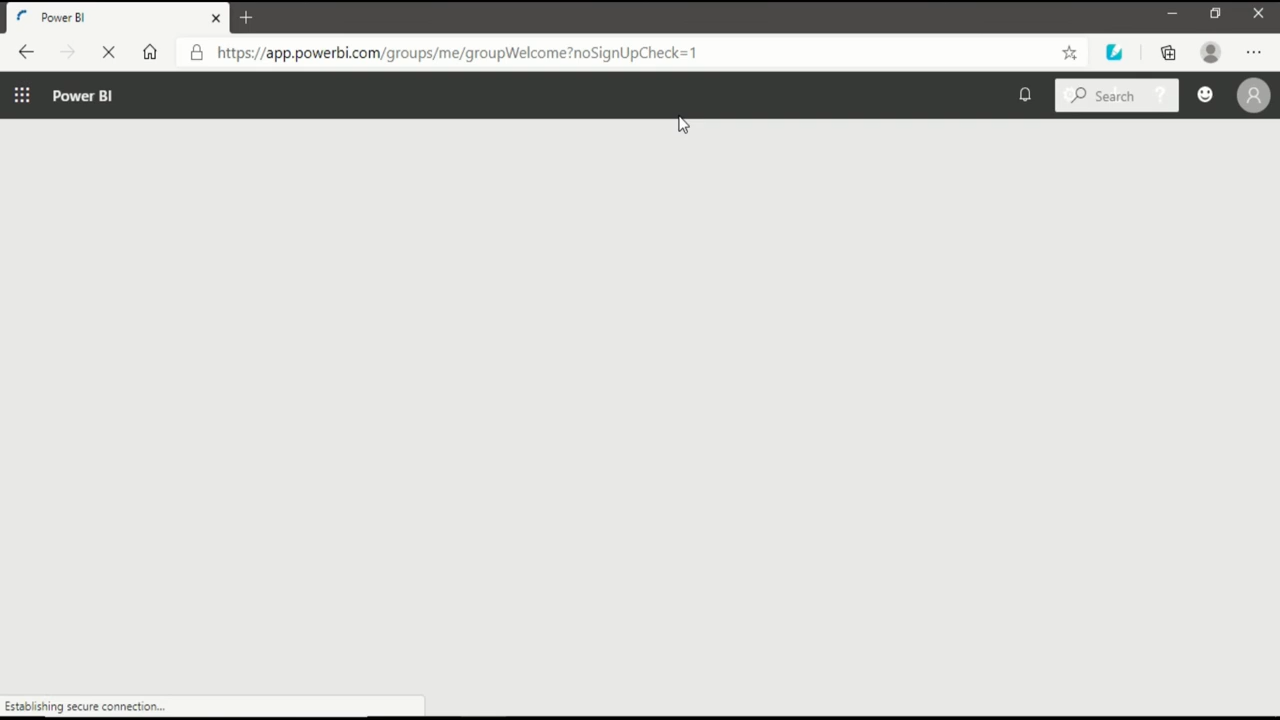 Power BI
https://app.powerbi.com/groups/me/groupWelcome?noSignUpCheck=1
Power BI
Search ?
Establishing secure connection...